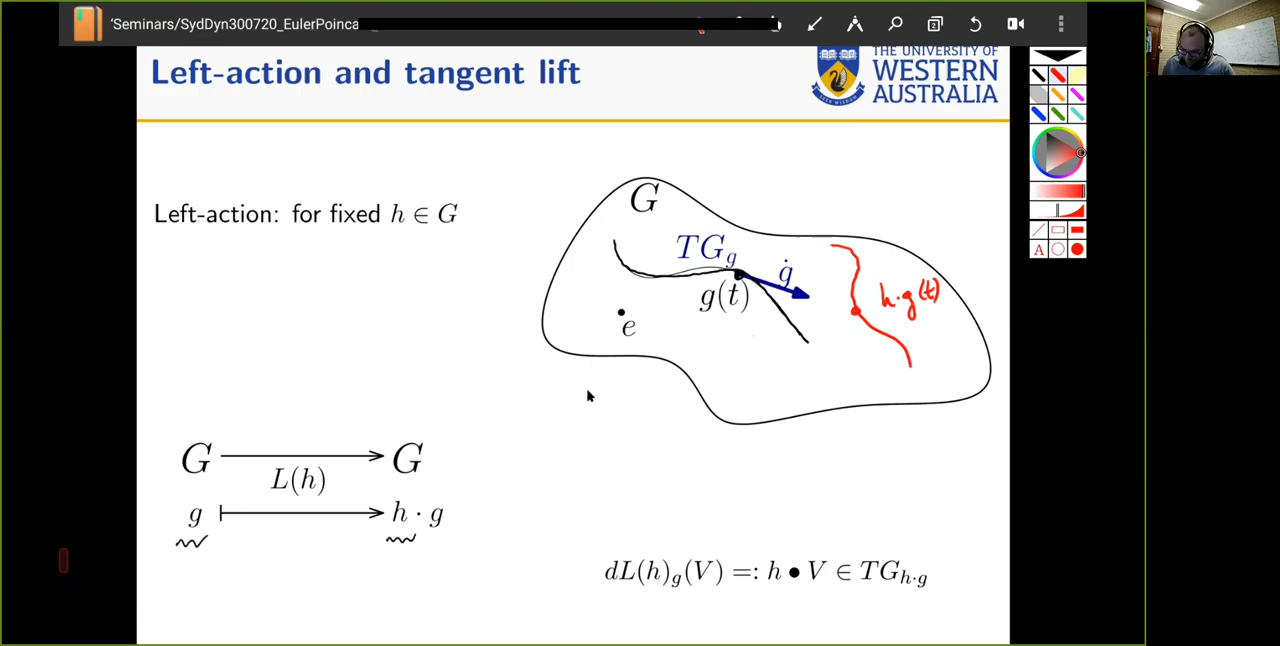 'Seminars/SydDyn300720_EulerPoinca
Left-action and tangent lift
THE UNIVERSITY OF
WESTERN
AUSTRALIA
Left-action: for fixed h ∈ G
G
TG_g
ġ
g(t)
h·g(t)
e
G ⟶ G
L(h)
g ⟼ h · g
dL(h)_g(V) =: h • V ∈ TG_{h·g}
A